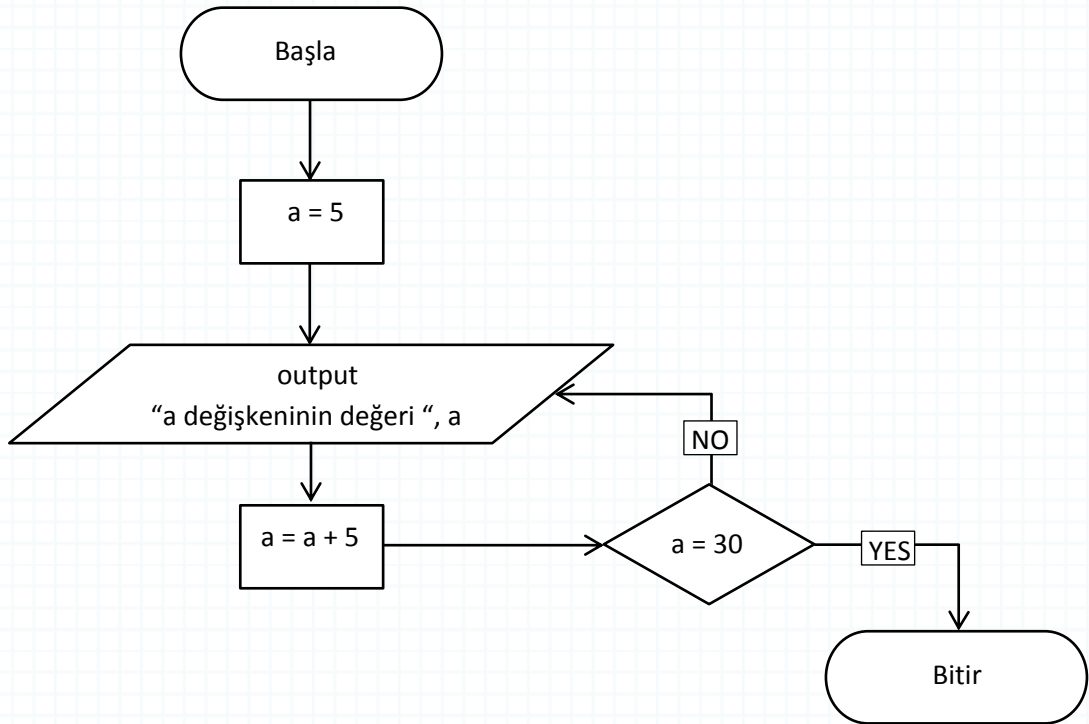 Başla
a = 5
output
“a değişkeninin değeri “, a
NO
a = a + 5
a = 30
YES
Bitir